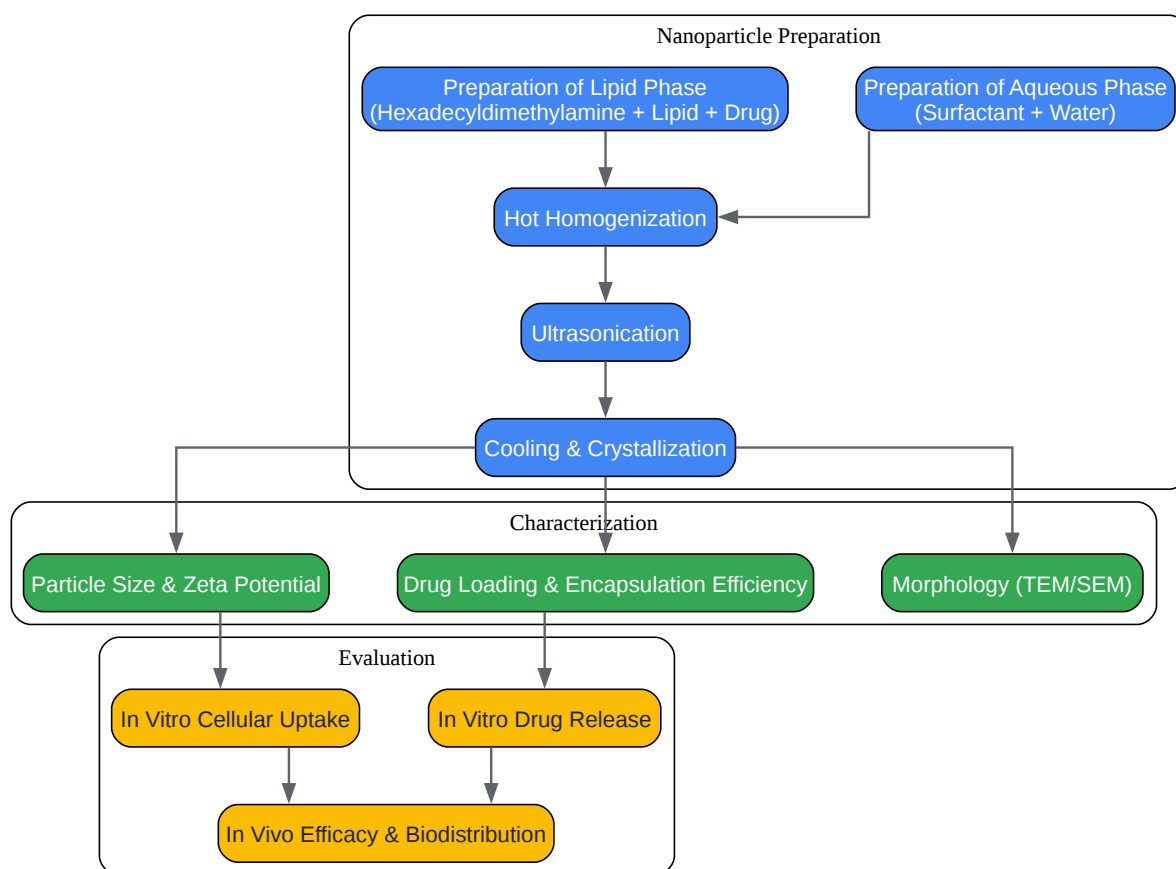 Nanoparticle Preparation
Preparation of Lipid Phase
(Hexadecyldimethylamine + Lipid + Drug)
Preparation of Aqueous Phase
(Surfactant + Water)
Hot Homogenization
Ultrasonication
Cooling & Crystallization
Characterization
Particle Size & Zeta Potential
Drug Loading & Encapsulation Efficiency
Morphology (TEM/SEM)
Evaluation
In Vitro Cellular Uptake
In Vitro Drug Release
In Vivo Efficacy & Biodistribution